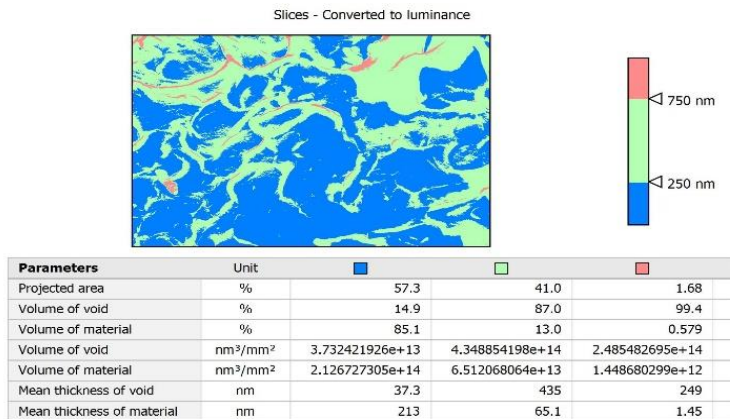 Slices - Converted to luminance
750 nm
250 nm
Parameters Unit
Projected area % 57.3 41.0 1.68
Volume of void % 14.9 87.0 99.4
Volume of material % 85.1 13.0 0.579
Volume of void nm³/mm² 3.732421926e+13 4.348854198e+14 2.485482695e+14
Volume of material nm³/mm² 2.126727305e+14 6.512068064e+13 1.448680299e+12
Mean thickness of void nm 37.3 435 249
Mean thickness of material nm 213 65.1 1.45